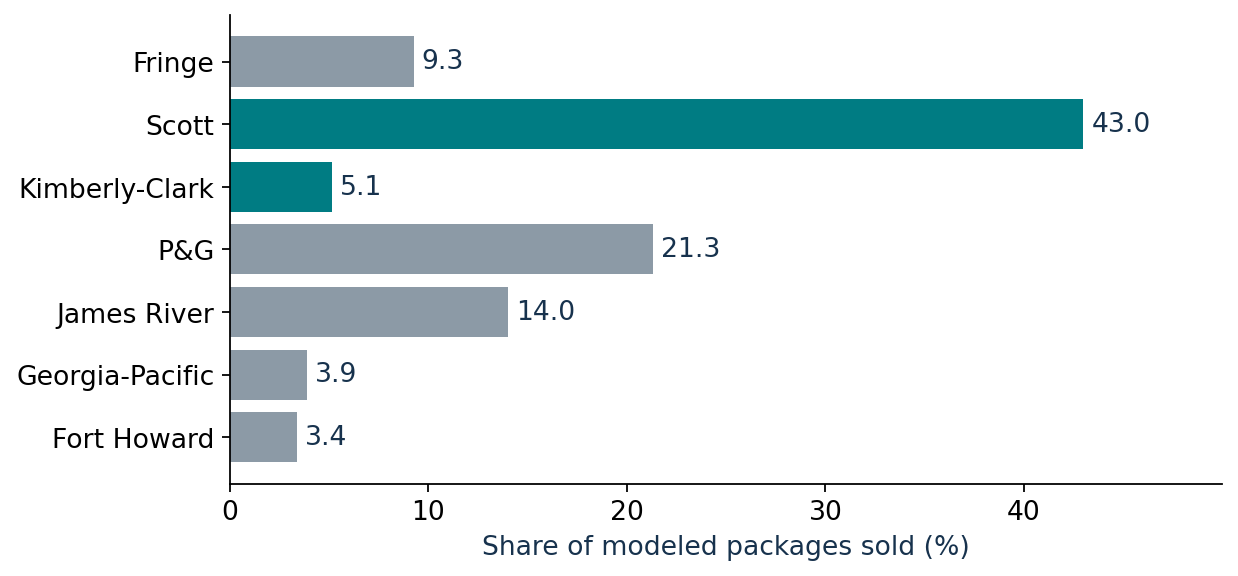 Fringe 9.3
Scott 43.0
Kimberly-Clark 5.1
P&G 21.3
James River 14.0
Georgia-Pacific 3.9
Fort Howard 3.4
0 10 20 30 40
Share of modeled packages sold (%)